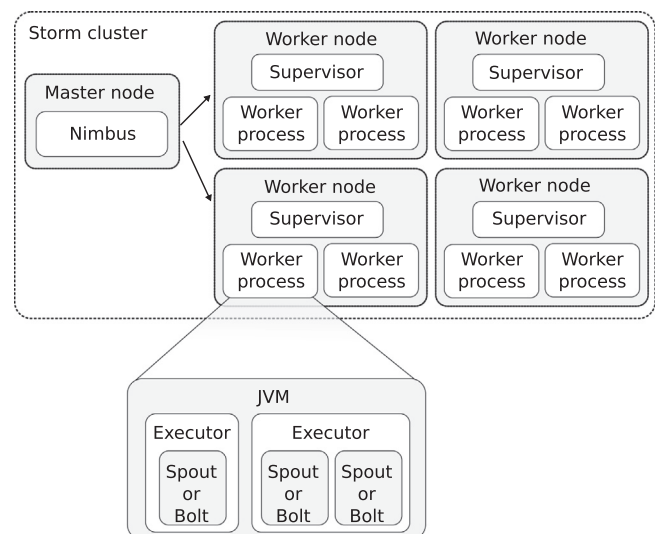 Storm cluster
Master node
Nimbus
Worker node
Supervisor
Worker
process
Worker
process
Worker node
Supervisor
Worker
process
Worker
process
Worker node
Supervisor
Worker
process
Worker
process
Worker node
Supervisor
Worker
process
Worker
process
JVM
Executor
Spout
or
Bolt
Executor
Spout
or
Bolt
Spout
or
Bolt